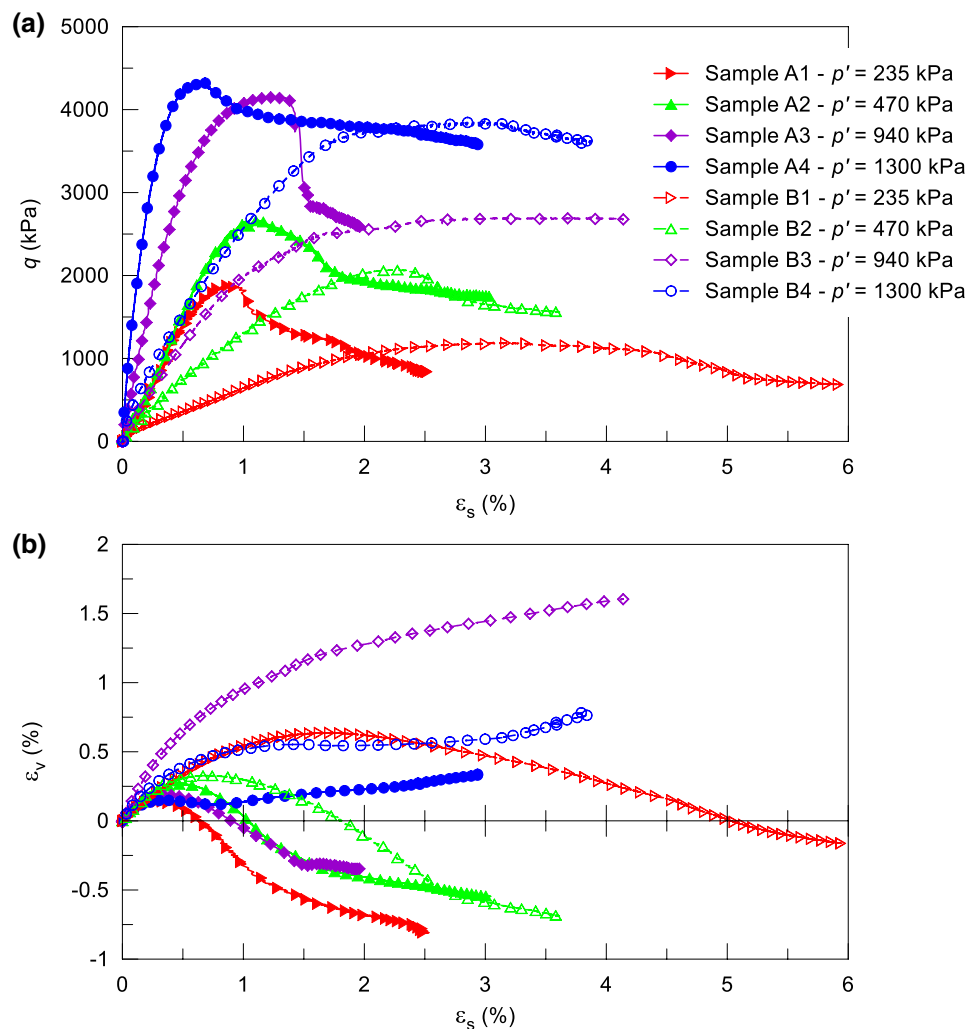 (a)
5000
4000
3000
2000
1000
0
q (kPa)
Sample A1 - p' = 235 kPa
Sample A2 - p' = 470 kPa
Sample A3 - p' = 940 kPa
Sample A4 - p' = 1300 kPa
Sample B1 - p' = 235 kPa
Sample B2 - p' = 470 kPa
Sample B3 - p' = 940 kPa
Sample B4 - p' = 1300 kPa
0 1 2 3 4 5 6
εs (%)
(b)
2
1.5
1
0.5
0
-0.5
-1
εv (%)
0 1 2 3 4 5 6
εs (%)